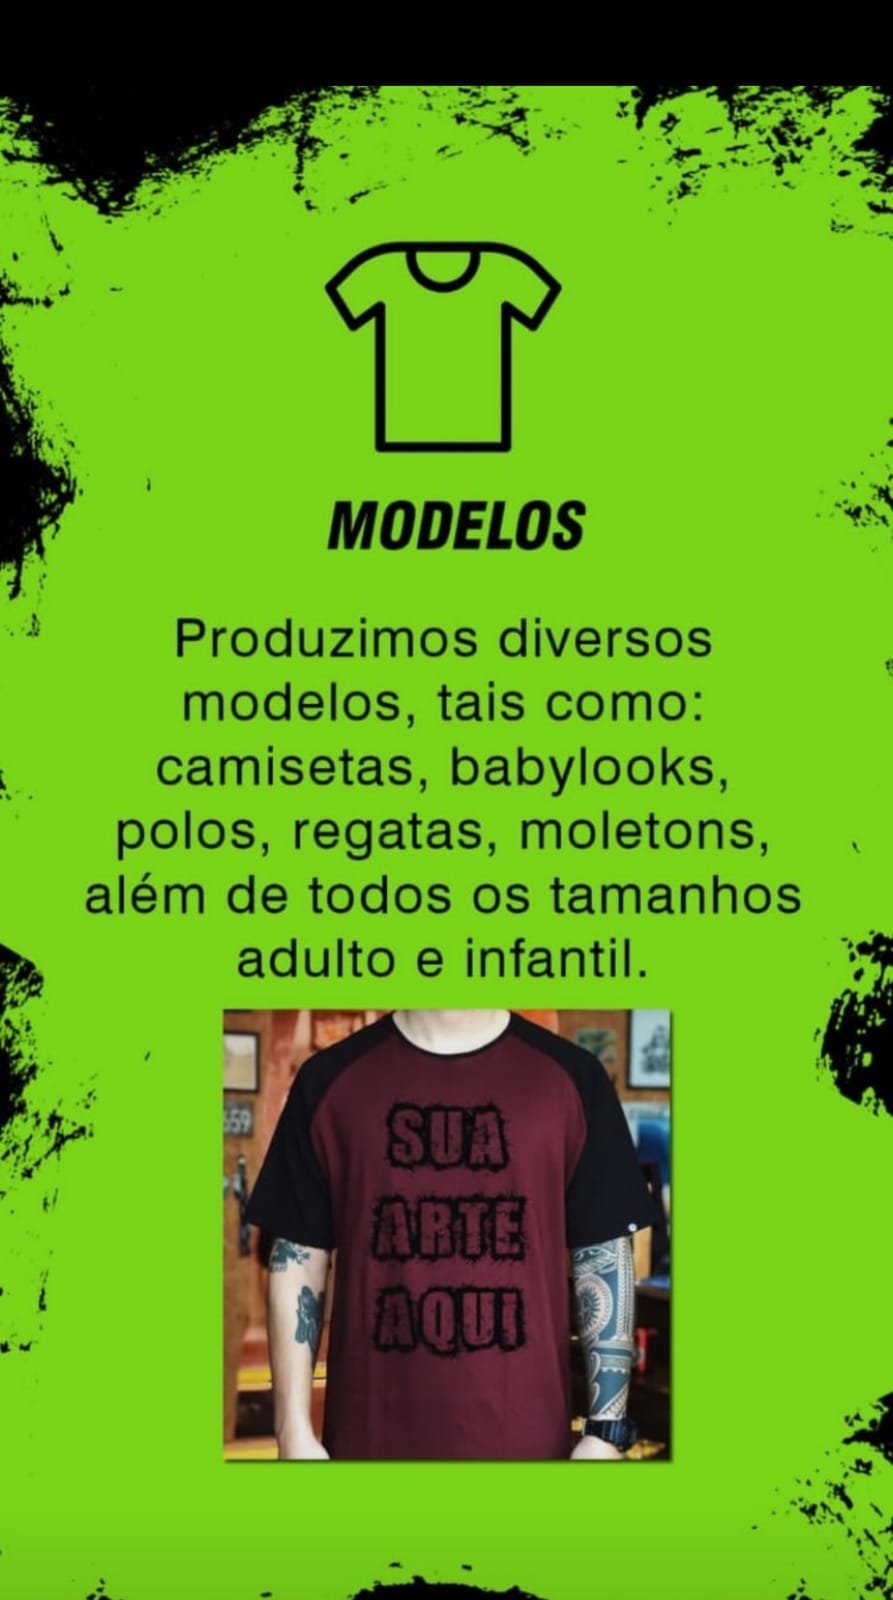 MODELOS
Produzimos diversos
modelos, tais como:
camisetas, babylooks,
polos, regatas, moletons,
além de todos os tamanhos
adulto e infantil.
659
SUA
ARTE
AQUI